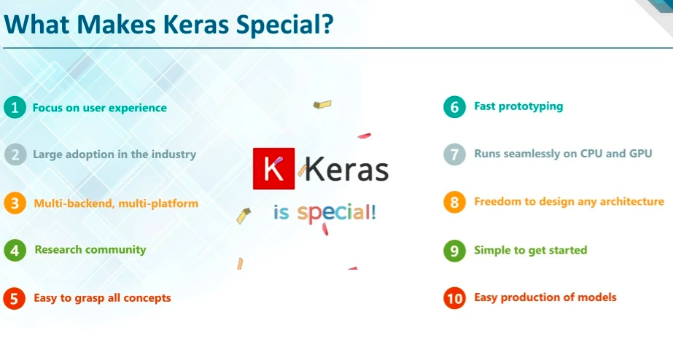 What Makes Keras Special?
1 Focus on user experience
2 Large adoption in the industry
3 Multi-backend, multi-platform
4 Research community
5 Easy to grasp all concepts
K Keras
is special!
6 Fast prototyping
7 Runs seamlessly on CPU and GPU
8 Freedom to design any architecture
9 Simple to get started
10 Easy production of models